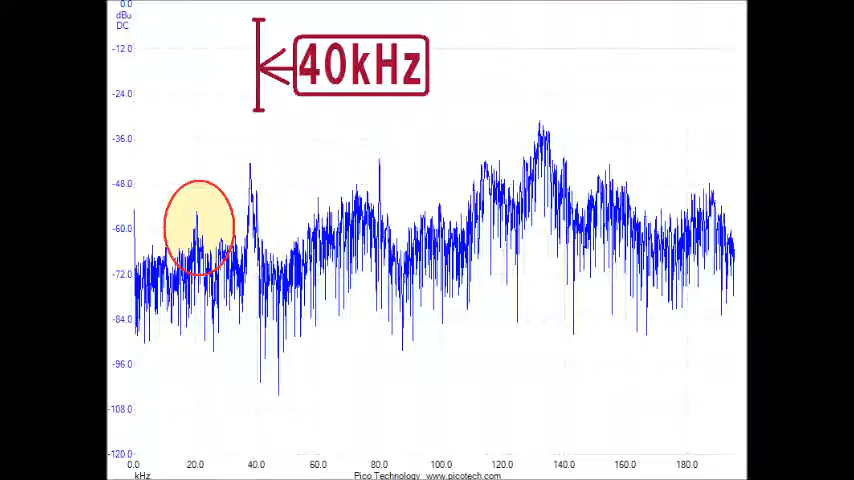 0.0
dBu
DC
-12.0
40kHz
-24.0
-36.0
-48.0
-60.0
-72.0
-84.0
-96.0
-108.0
-120.0
0.0 20.0 40.0 60.0 80.0 100.0 120.0 140.0 160.0 180.0
kHz Pico Technology www.picotech.com